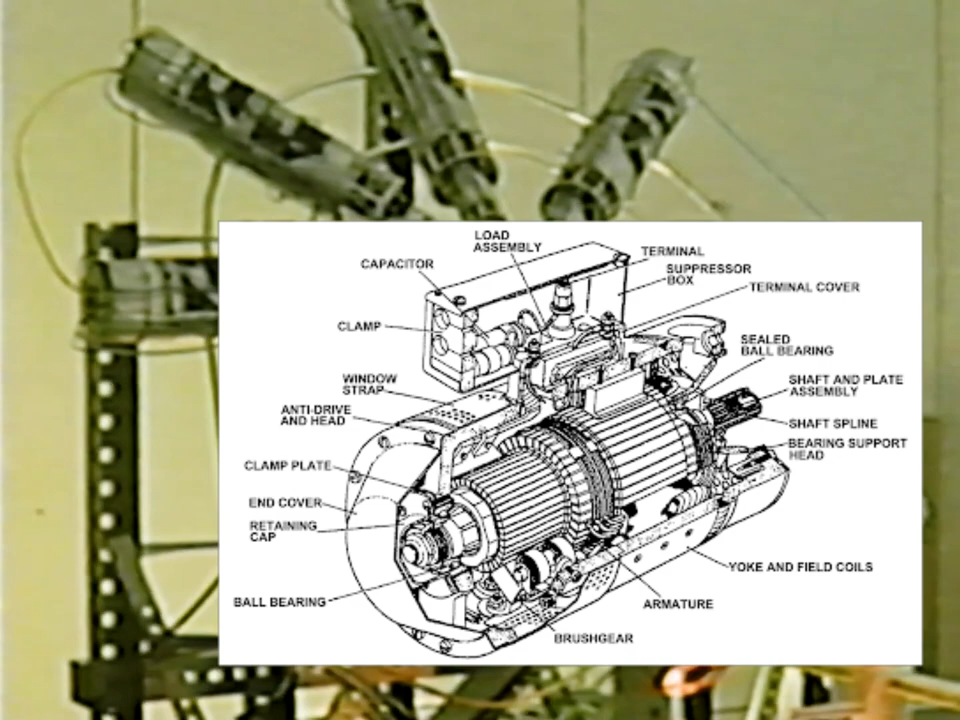 LOAD
ASSEMBLY
TERMINAL
CAPACITOR
SUPPRESSOR
BOX
TERMINAL COVER
CLAMP
SEALED
BALL BEARING
WINDOW
STRAP
SHAFT AND PLATE
ASSEMBLY
ANTI-DRIVE
AND HEAD
SHAFT SPLINE
BEARING SUPPORT
HEAD
CLAMP PLATE
END COVER
RETAINING
CAP
YOKE AND FIELD COILS
BALL BEARING
ARMATURE
BRUSHGEAR